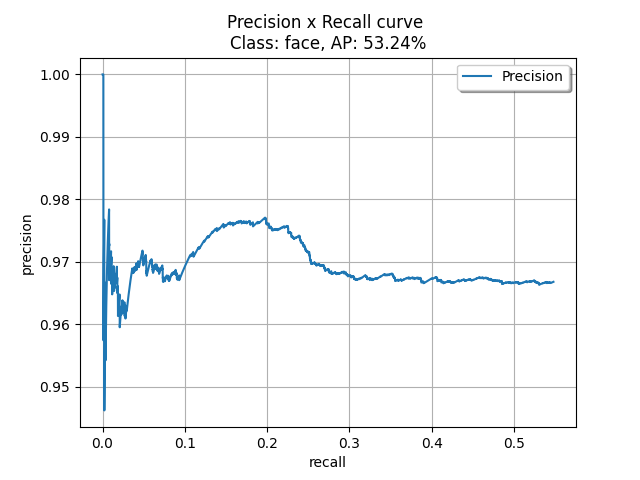 Precision x Recall curve
Class: face, AP: 53.24%
Precision
1.00
0.99
0.98
0.97
0.96
0.95
precision
0.0 0.1 0.2 0.3 0.4 0.5
recall